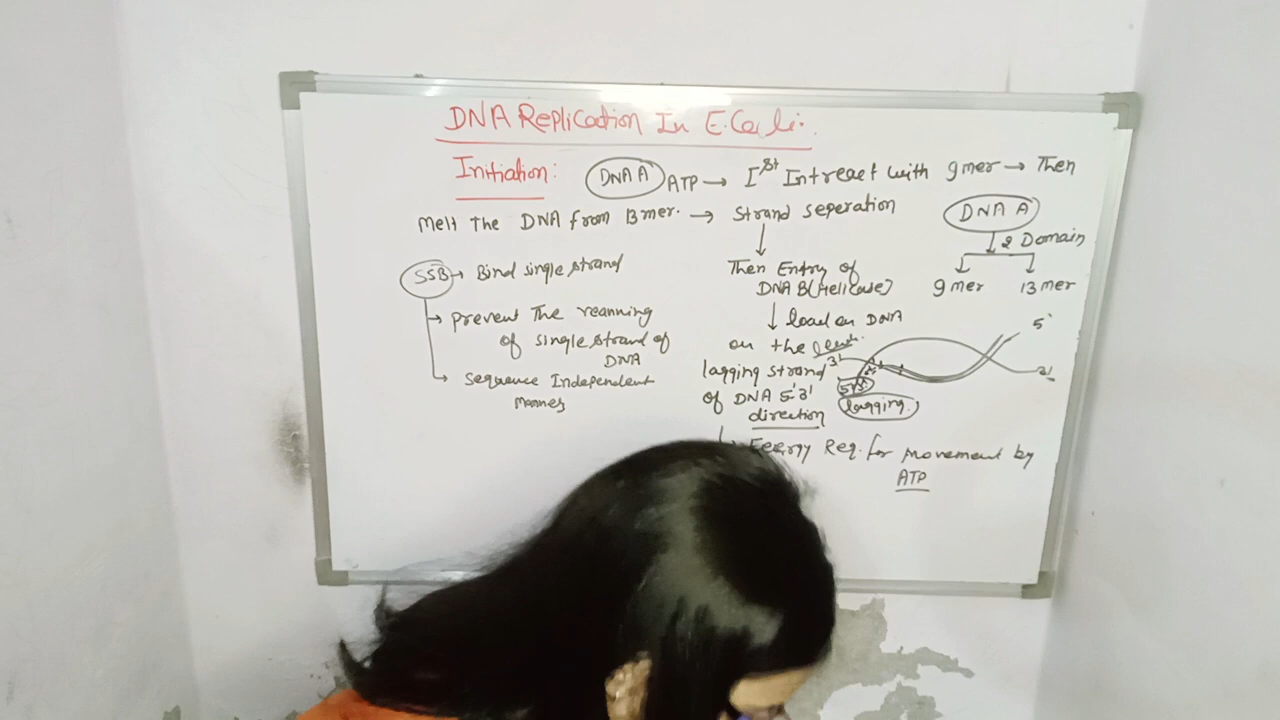 DNA Replication In E. Coli.
Initiation: DNA A ATP → Ist Intreact with 9mer → Then
Melt The DNA from 13mer. → Strand seperation
DNA A
2 Domain
9mer 13mer
SSB → Bind single strand
→ prevent The reanning
of single strand of
DNA
→ Sequence Independent
Manner
Then Entry of
DNA B (Helicase)
load on DNA
on the
lagging strand
of DNA 5'-3'
direction
3' 5'
3'
5' 3'
lagging.
Energy Req. for movement by
ATP